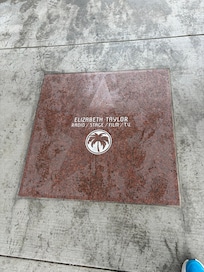 ELIZABETH TAYLOR
RADIO/STAGE/FILM/TV